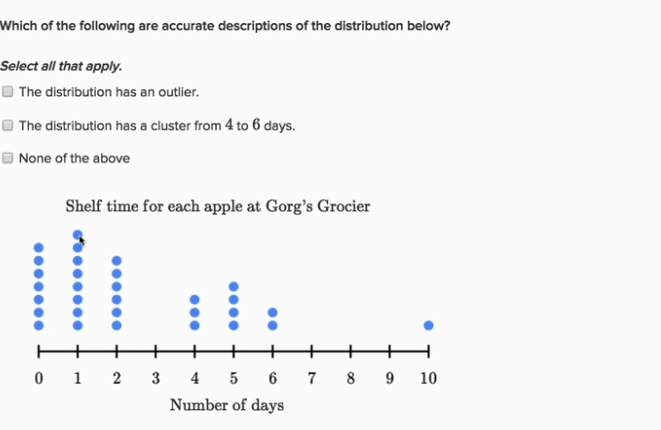 Which of the following are accurate descriptions of the distribution below?
Select all that apply.
The distribution has an outlier.
The distribution has a cluster from 4 to 6 days.
None of the above
Shelf time for each apple at Gorg's Grocier
0 1 2 3 4 5 6 7 8 9 10
Number of days